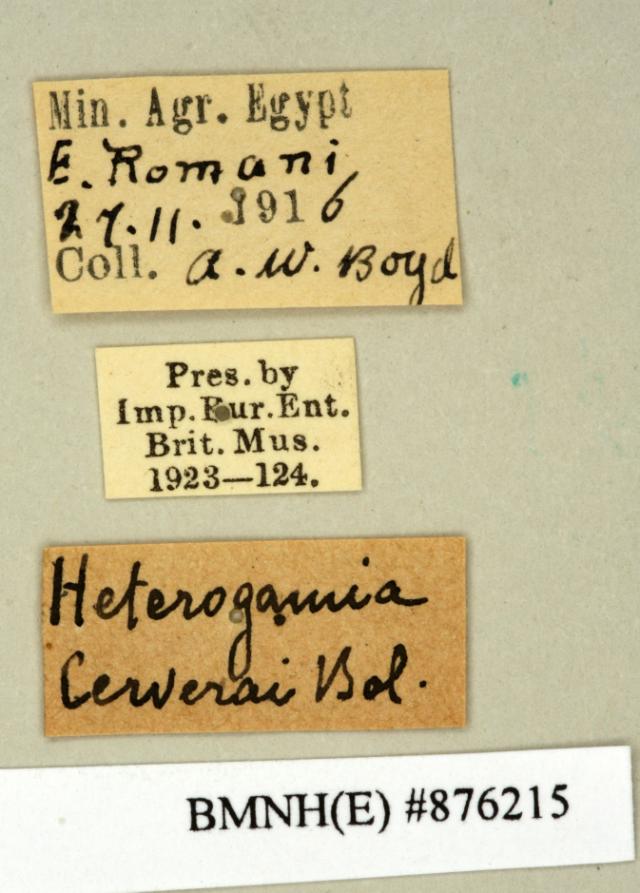 Min. Agr. Egypt
E. Romani
27.11. 1916
Coll. A. W. Boyd
Pres. by
Imp. Bur. Ent.
Brit. Mus.
1923—124.
Heterogamia
Cerverai Bol.
BMNH(E) #876215